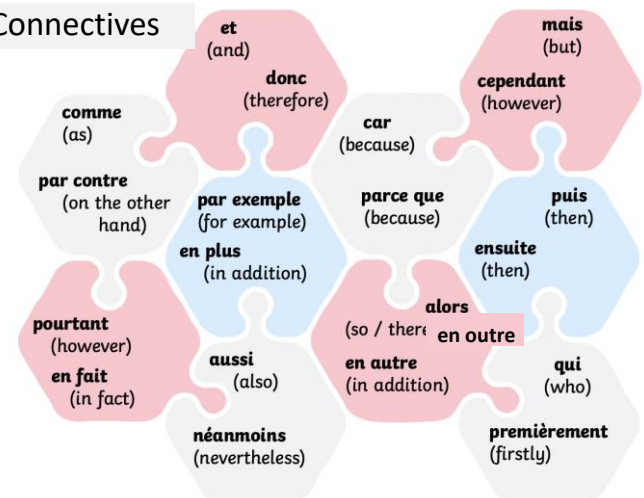 Connectives
et
(and)
donc
(therefore)
mais
(but)
cependant
(however)
comme
(as)
par contre
(on the other
hand)
car
(because)
parce que
(because)
par exemple
(for example)
en plus
(in addition)
puis
(then)
ensuite
(then)
pourtant
(however)
en fait
(in fact)
alors
(so / there
en outre
en autre
(in addition)
aussi
(also)
néanmoins
(nevertheless)
qui
(who)
premièrement
(firstly)